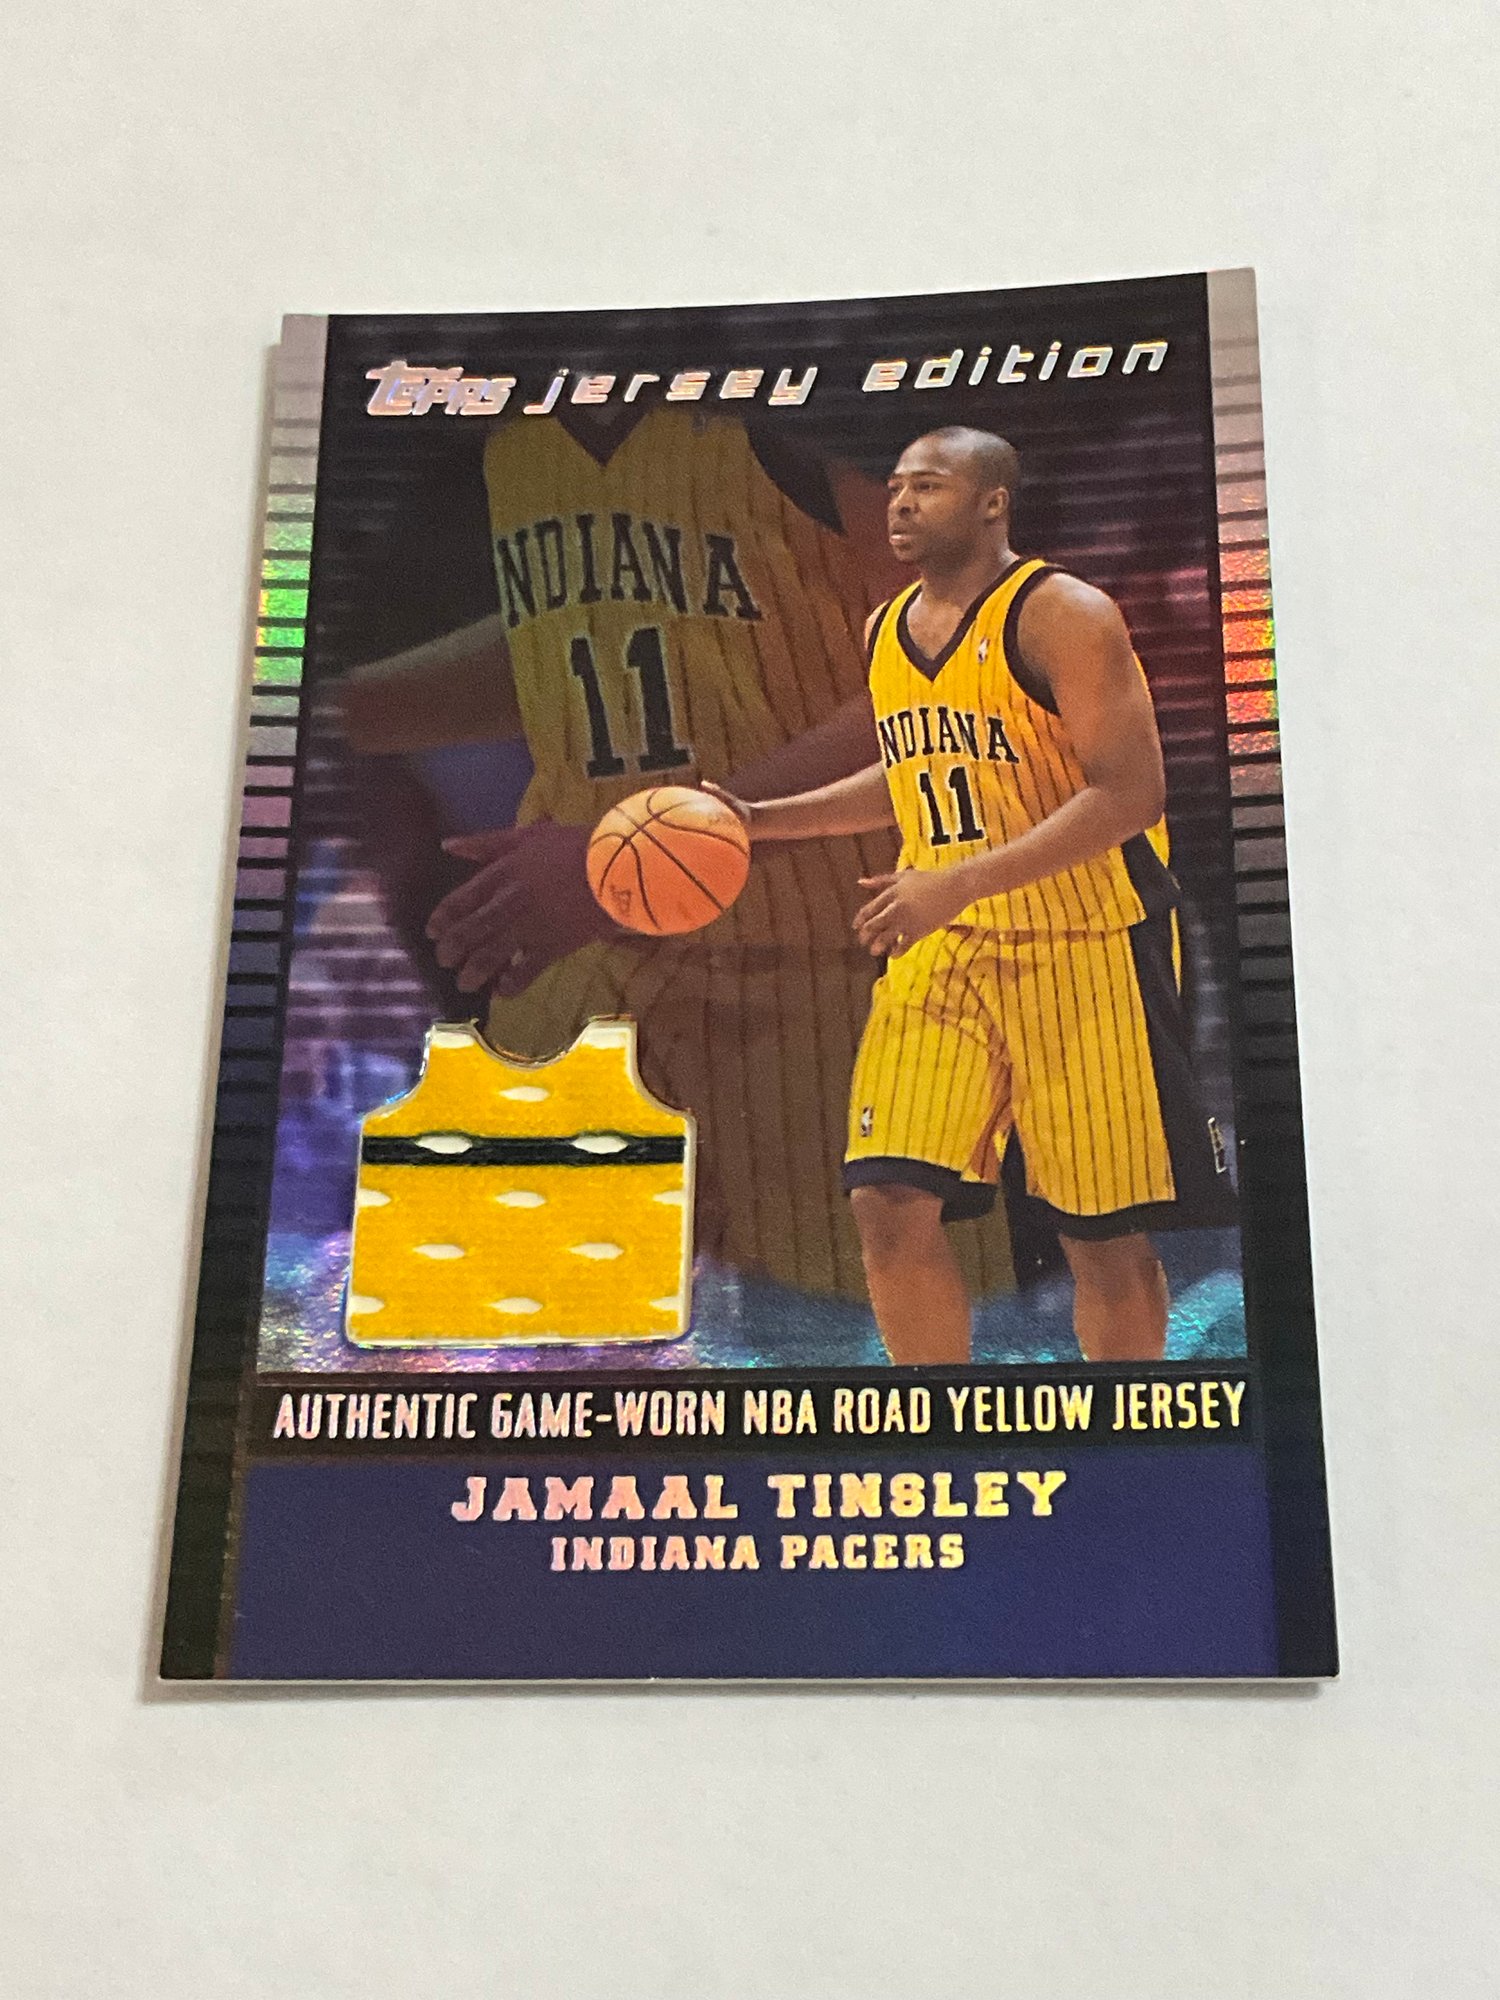 Topps jersey edition
INDIANA
11
INDIANA
11
AUTHENTIC GAME-WORN NBA ROAD YELLOW JERSEY
JAMAAL TINSLEY
INDIANA PACERS